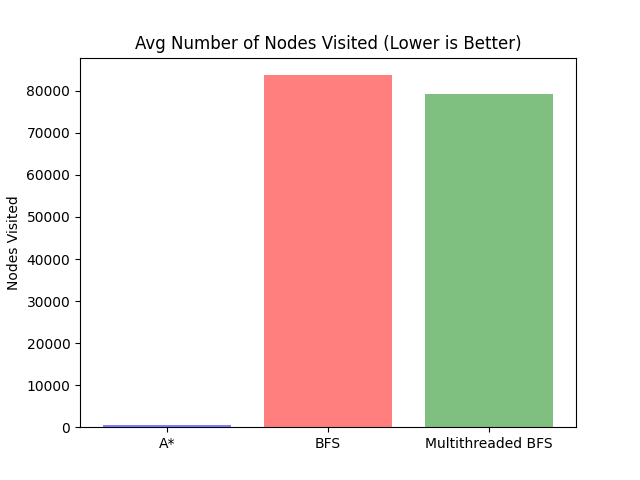 Avg Number of Nodes Visited (Lower is Better)
Nodes Visited
80000
70000
60000
50000
40000
30000
20000
10000
0
A*
BFS
Multithreaded BFS